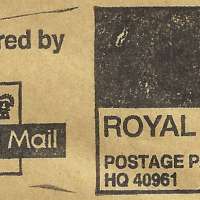 red by
Mail
ROYAL
POSTAGE P
HQ 40961